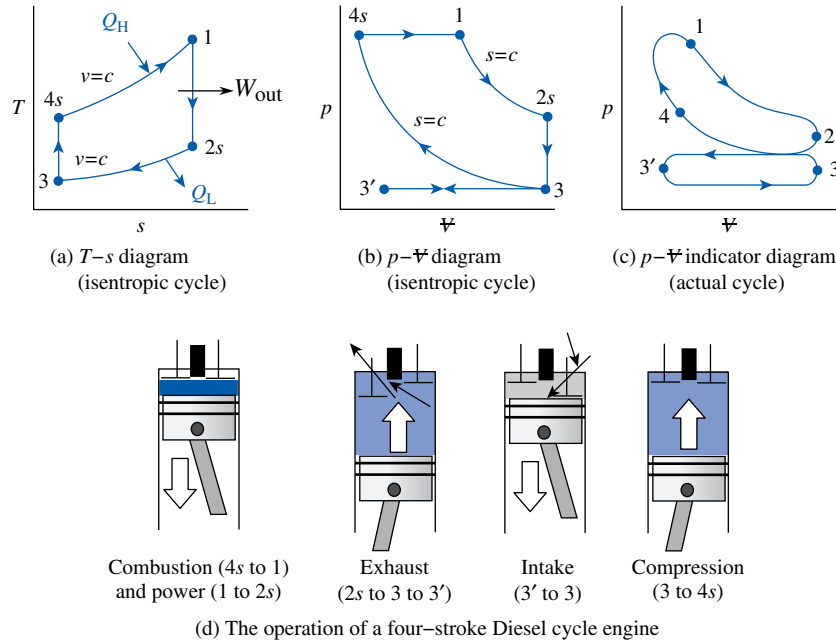 Q_H
1
v=c
T
W_out
4s
v=c
2s
3
Q_L
s
(a) T−s diagram
(isentropic cycle)
4s
1
s=c
p
2s
s=c
3′
3
V
(b) p−V diagram
(isentropic cycle)
1
p
4
2
3′
3
V
(c) p−V indicator diagram
(actual cycle)
Combustion (4s to 1)
and power (1 to 2s)
Exhaust
(2s to 3 to 3′)
Intake
(3′ to 3)
Compression
(3 to 4s)
(d) The operation of a four−stroke Diesel cycle engine